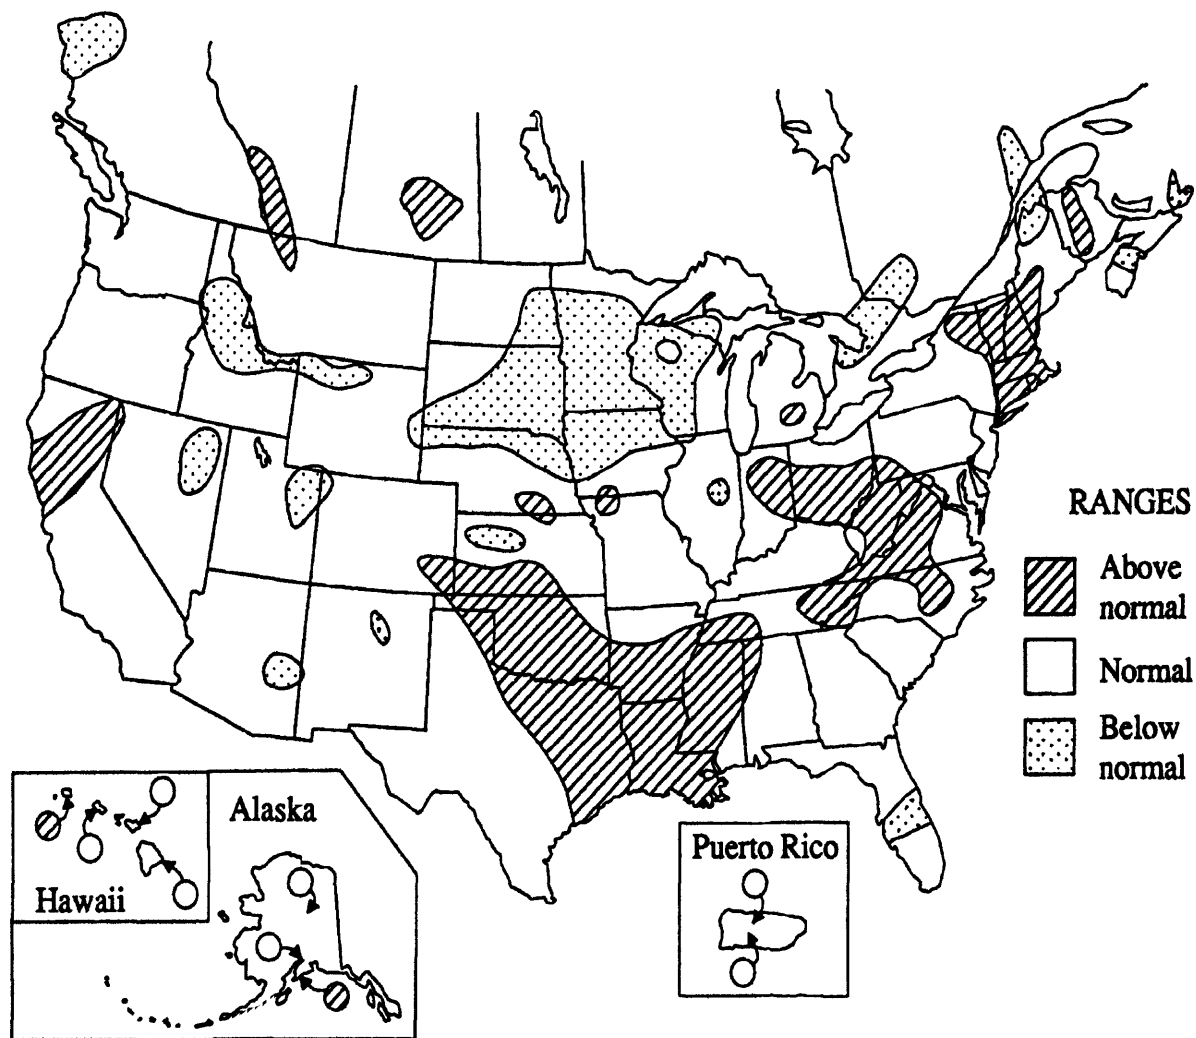 RANGES
Above
normal
Normal
Below
normal
Alaska
Hawaii
Puerto Rico